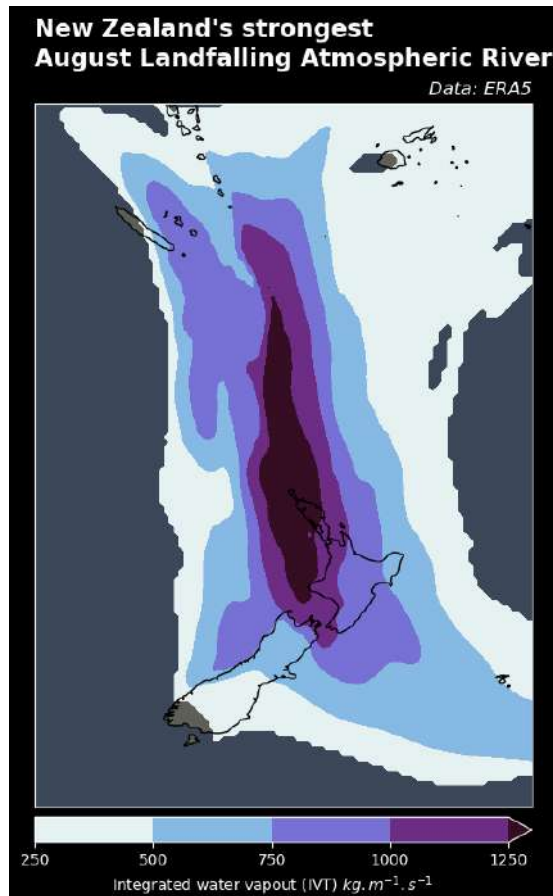 New Zealand's strongest
August Landfalling Atmospheric River
Data: ERA5
250 500 750 1000 1250
Integrated water vapout (IVT) kg.m⁻¹.s⁻¹